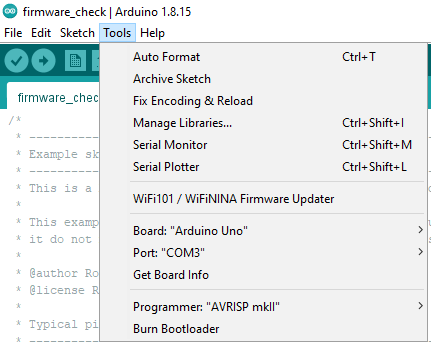 firmware_check | Arduino 1.8.15
File Edit Sketch Tools Help
Auto Format Ctrl+T
Archive Sketch
Fix Encoding & Reload
Manage Libraries... Ctrl+Shift+I
Serial Monitor Ctrl+Shift+M
Serial Plotter Ctrl+Shift+L
WiFi101 / WiFiNINA Firmware Updater
Board: "Arduino Uno"
Port: "COM3"
Get Board Info
Programmer: "AVRISP mkII"
Burn Bootloader
firmware_chec
/*
* ----------
* Example sk
* ----------
* This is a
*
* This examp
* it do not
*
* @author Ro
* @license R
*
* Typical pi
* ----------